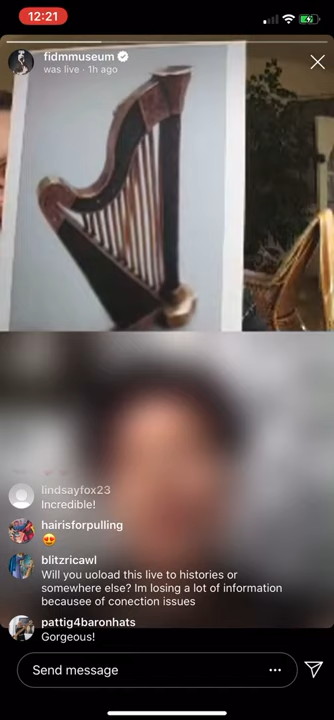 12:21
fidmmuseum
was live · 1h ago
lindsayfox23
Incredible!
hairisforpulling
😍
blitzricawl
Will you uoload this live to histories or
somewhere else? Im losing a lot of information
becausee of conection issues
pattig4baronhats
Gorgeous!
Send message